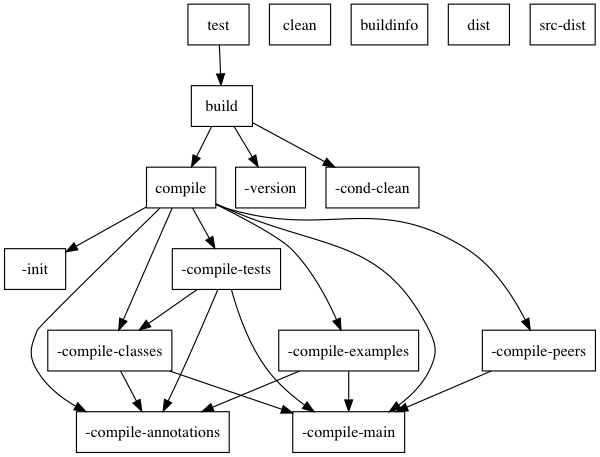 test
clean
buildinfo
dist
src-dist
build
compile
-version
-cond-clean
-init
-compile-tests
-compile-classes
-compile-examples
-compile-peers
-compile-annotations
-compile-main